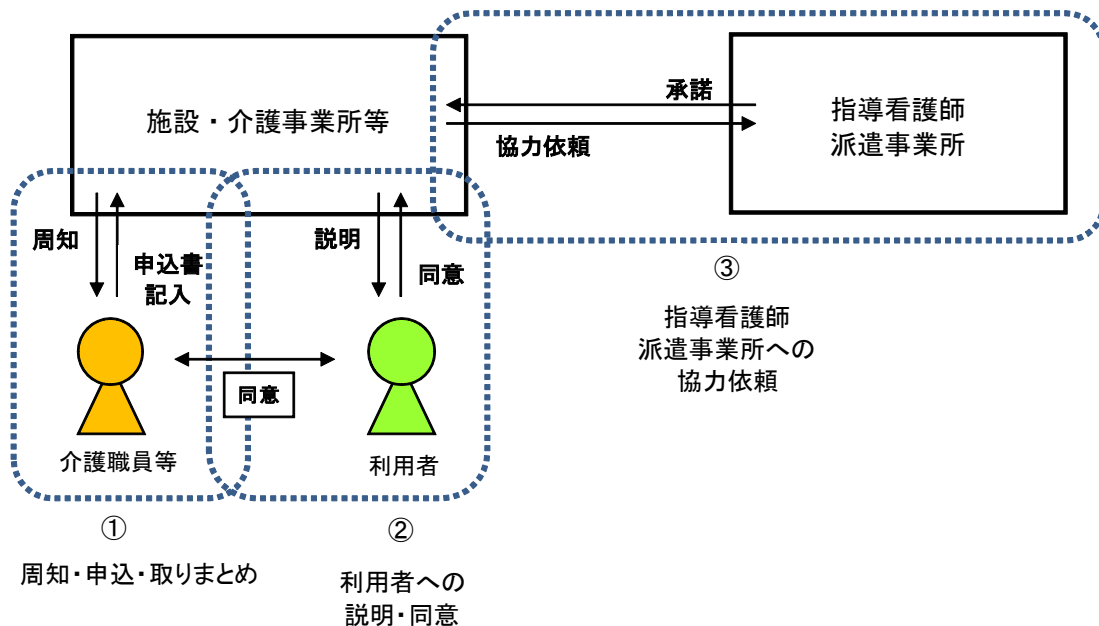 施設・介護事業所等
承諾
協力依頼
指導看護師
派遣事業所
周知
申込書
記入
説明
同意
同意
介護職員等
利用者
①
周知・申込・取りまとめ
②
利用者への
説明・同意
③
指導看護師
派遣事業所への
協力依頼